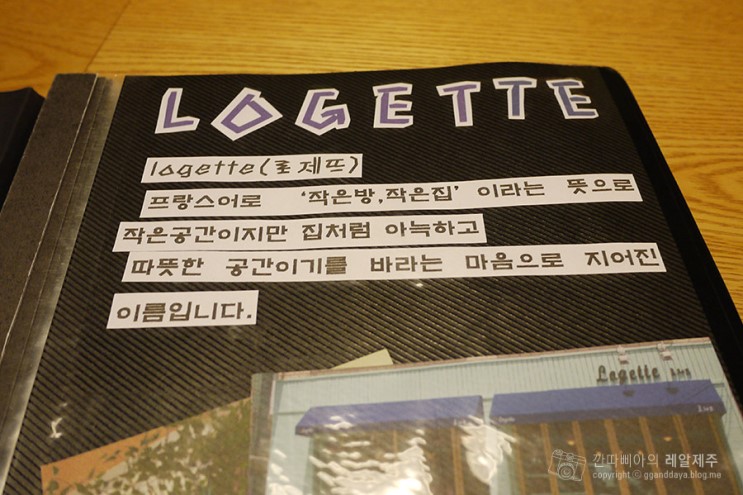 LOGETTE
logette(로제뜨)
프랑스어로 '작은방,작은집' 이라는 뜻으로
작은공간이지만 집처럼 아늑하고
따뜻한 공간이기를 바라는 마음으로 지어진
이름입니다.
Logette
깐따삐아의 레알제주
copyright ⓒ gganddaya.blog.me